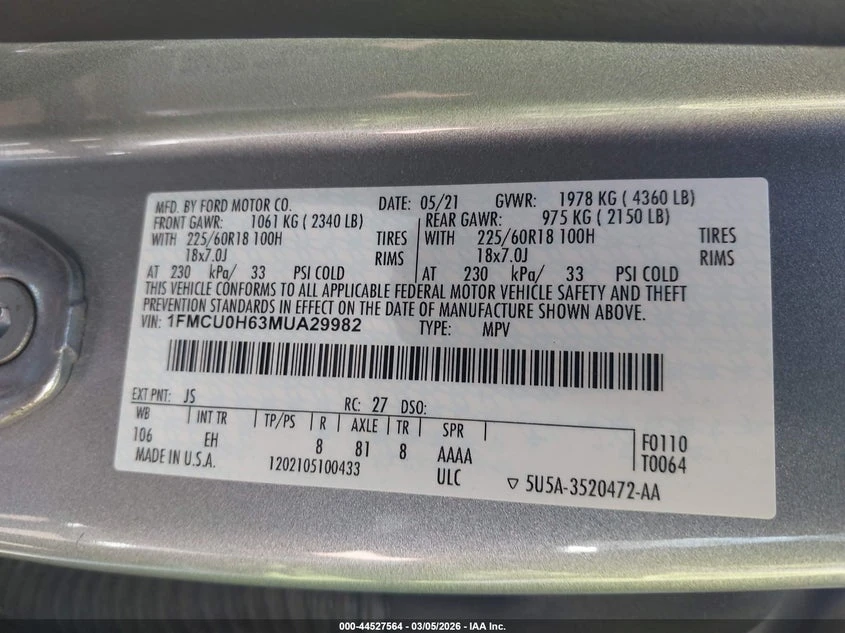 MFD. BY FORD MOTOR CO. DATE: 05/21 GVWR: 1978 KG ( 4360 LB)
FRONT GAWR: 1061 KG ( 2340 LB) REAR GAWR: 975 KG ( 2150 LB)
WITH 225/60R18 100H TIRES WITH 225/60R18 100H TIRES
18x7.0J RIMS 18x7.0J RIMS
AT 230 kPa/ 33 PSI COLD AT 230 kPa/ 33 PSI COLD
THIS VEHICLE CONFORMS TO ALL APPLICABLE FEDERAL MOTOR VEHICLE SAFETY AND THEFT
PREVENTION STANDARDS IN EFFECT ON THE DATE OF MANUFACTURE SHOWN ABOVE.
VIN: 1FMCU0H63MUA29982 TYPE: MPV
EXT PNT: JS RC: 27 DSO:
WB INT TR TP/PS R AXLE TR SPR
106 EH 8 81 8 AAAA F0110
MADE IN U.S.A. 1202105100433 ULC T0064
▽ 5U5A-3520472-AA
000-44527564 | 03/05/2026 - IAA Inc.